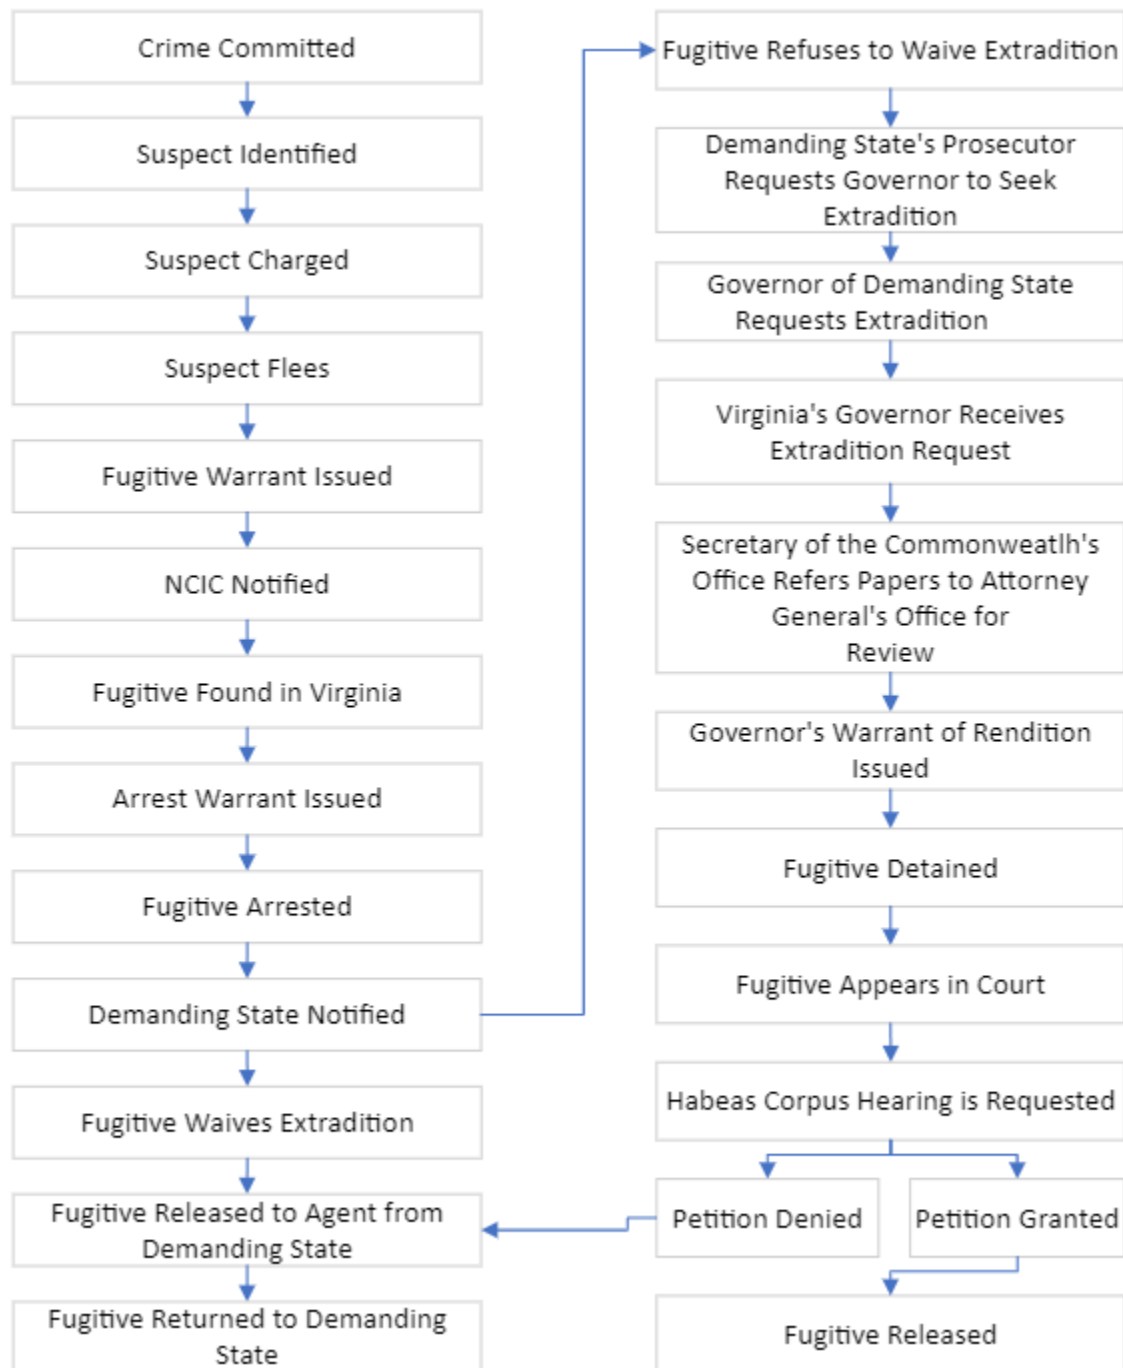 Crime Committed
Suspect Identified
Suspect Charged
Suspect Flees
Fugitive Warrant Issued
NCIC Notified
Fugitive Found in Virginia
Arrest Warrant Issued
Fugitive Arrested
Demanding State Notified
Fugitive Waives Extradition
Fugitive Released to Agent from
Demanding State
Fugitive Returned to Demanding
State
Fugitive Refuses to Waive Extradition
Demanding State's Prosecutor
Requests Governor to Seek
Extradition
Governor of Demanding State
Requests Extradition
Virginia's Governor Receives
Extradition Request
Secretary of the Commonweatlh's
Office Refers Papers to Attorney
General's Office for
Review
Governor's Warrant of Rendition
Issued
Fugitive Detained
Fugitive Appears in Court
Habeas Corpus Hearing is Requested
Petition Denied
Petition Granted
Fugitive Released